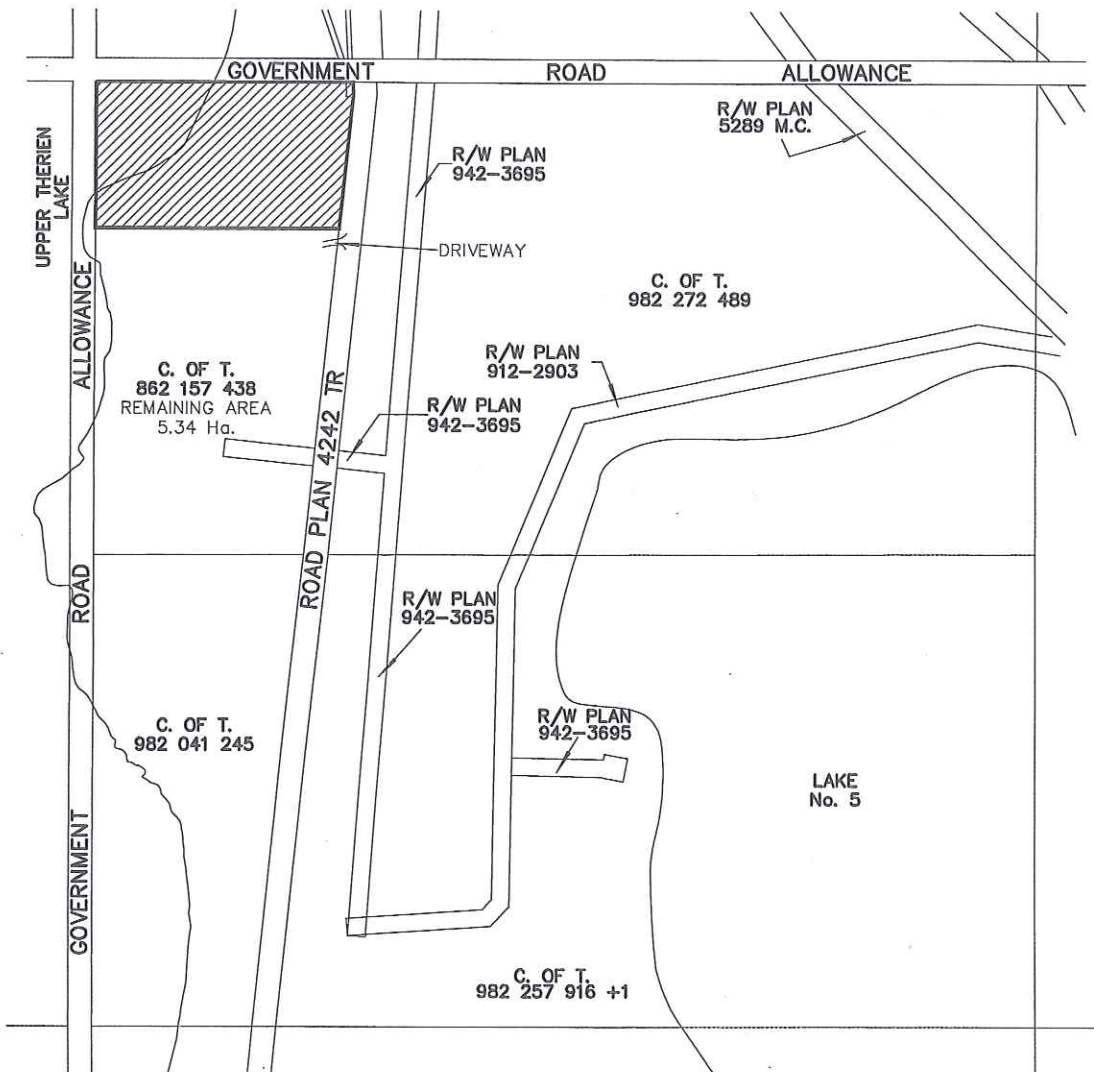 GOVERNMENT ROAD ALLOWANCE
R/W PLAN
5289 M.C.
UPPER THERIEN
LAKE
R/W PLAN
942-3695
DRIVEWAY
C. OF T.
982 272 489
GOVERNMENT ROAD ALLOWANCE
C. OF T.
862 157 438
REMAINING AREA
5.34 Ha.
R/W PLAN
912-2903
R/W PLAN
942-3695
ROAD PLAN 4242 TR
R/W PLAN
942-3695
C. OF T.
982 041 245
R/W PLAN
942-3695
LAKE
No. 5
C. OF T.
982 257 916 +1